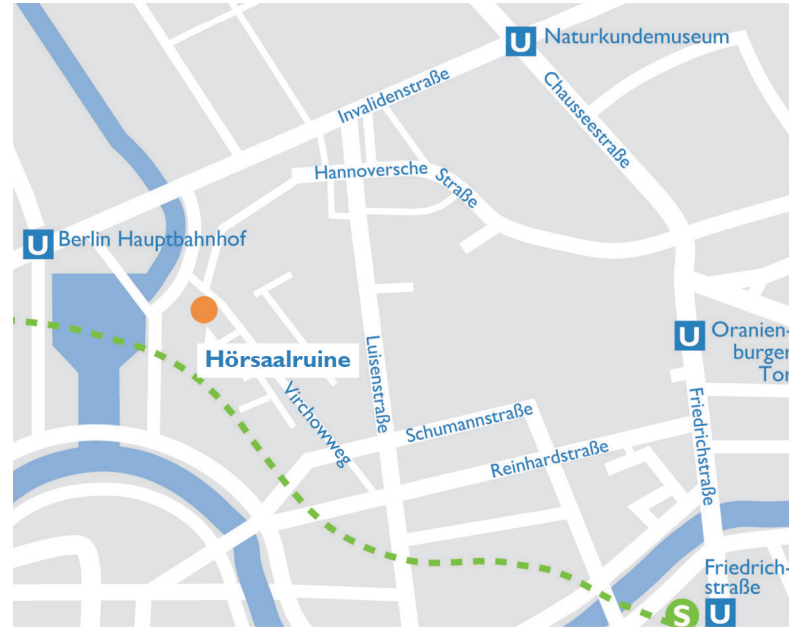 U Naturkundemuseum
Chausseestraße
Invalidenstraße
Hannoversche
Straße
U Berlin Hauptbahnhof
Hörsaalruine
Luisenstraße
Virchowweg
U Oranien-
burger
Tor
Schumannstraße
Reinhardstraße
Friedrichstraße
Friedrich-
straße
S U